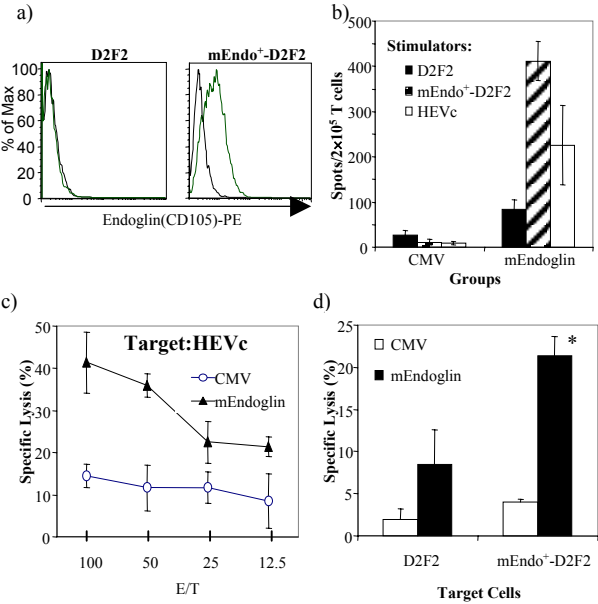 a)
D2F2
mEndo⁺-D2F2
% of Max
100
80
60
40
20
0
Endoglin(CD105)-PE
b)
Spots/2×10⁵ T cells
500
400
300
200
100
0
Stimulators:
D2F2
mEndo⁺-D2F2
HEVc
CMV
mEndoglin
Groups
c)
Specific Lysis (%)
50
40
30
20
10
0
Target:HEVc
CMV
mEndoglin
100
50
25
12.5
E/T
d)
Specific Lysis (%)
25
20
15
10
5
0
CMV
mEndoglin
*
D2F2
mEndo⁺-D2F2
Target Cells